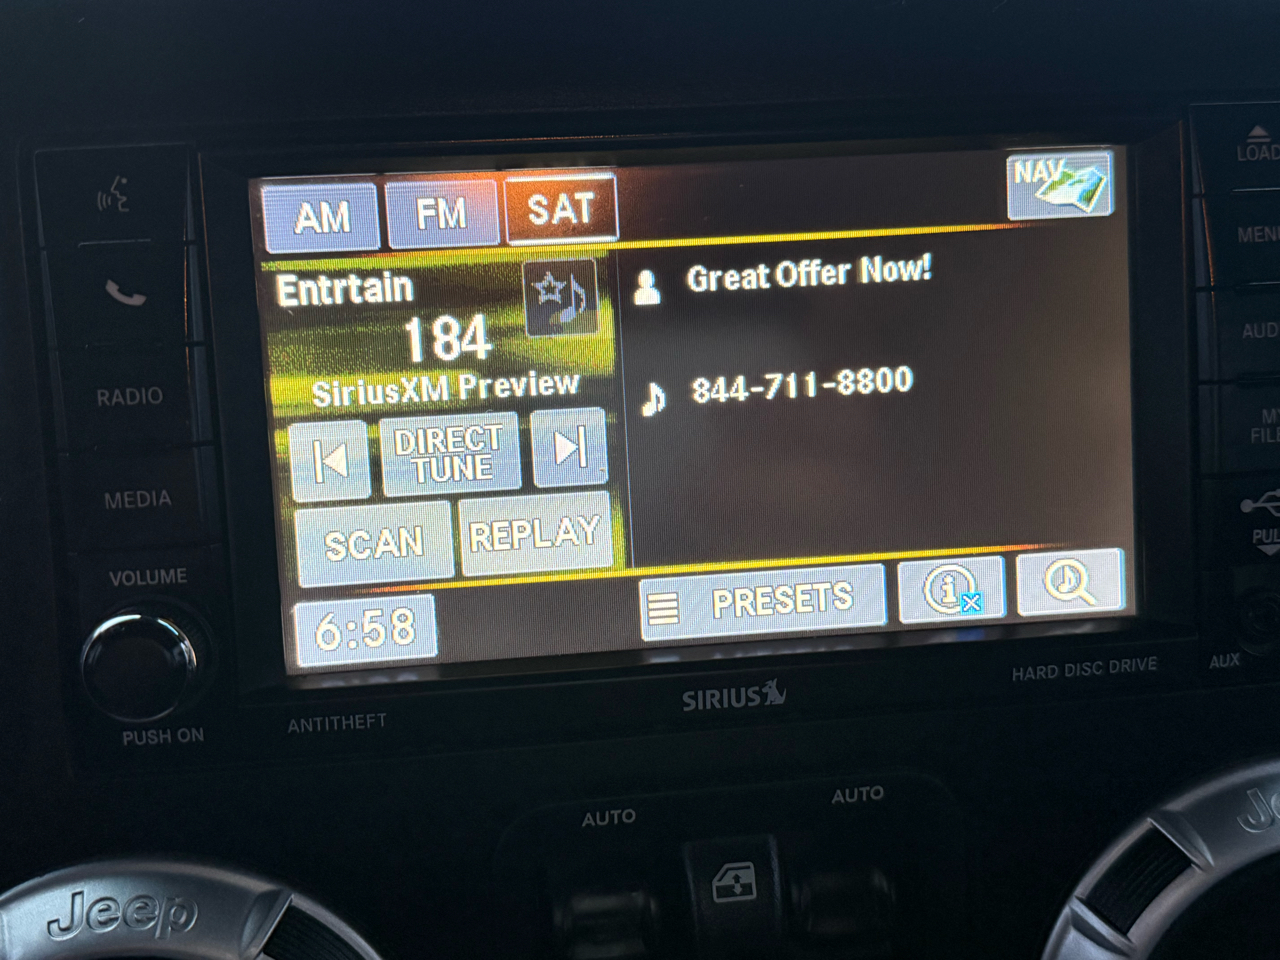 AM
FM
SAT
NAV
Entrtain
184
SiriusXM Preview
DIRECT
TUNE
SCAN
REPLAY
6:58
Great Offer Now!
844-711-8800
PRESETS
RADIO
MEDIA
VOLUME
PUSH ON
ANTITHEFT
SIRIUS
HARD DISC DRIVE
LOAD
AUX
AUTO
AUTO
Jeep